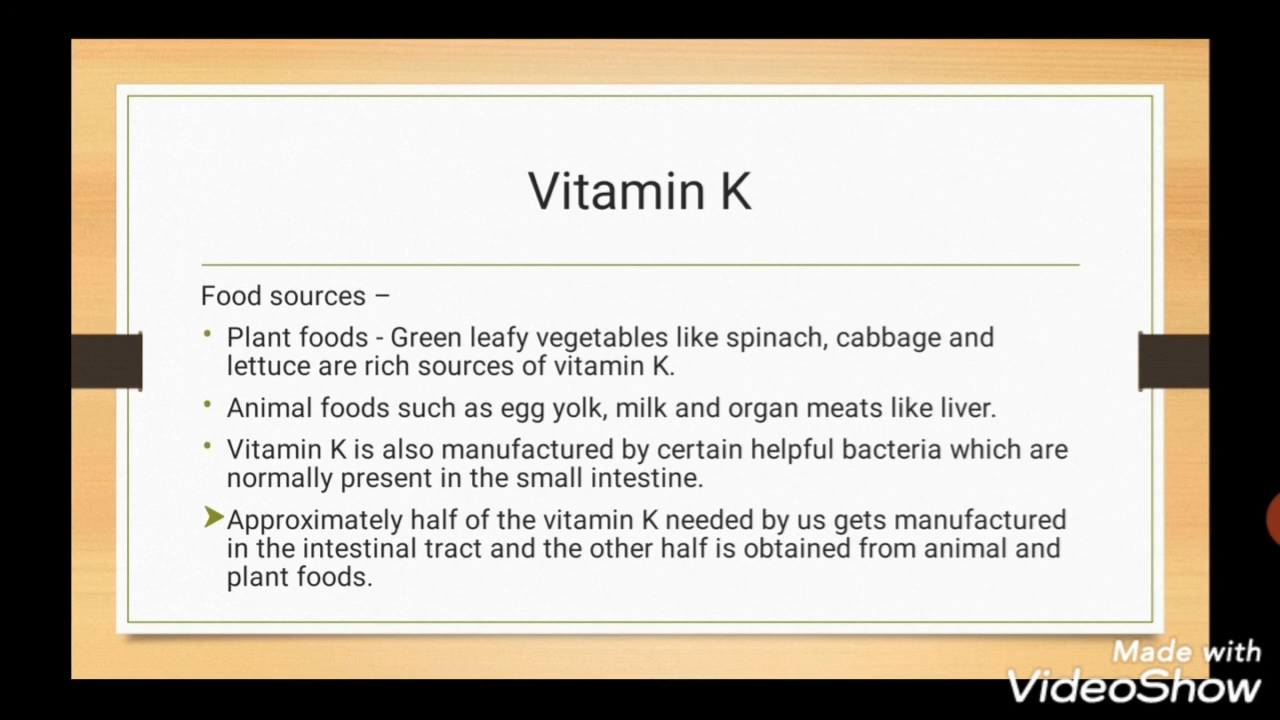 Vitamin K
Food sources –
• Plant foods - Green leafy vegetables like spinach, cabbage and
lettuce are rich sources of vitamin K.
• Animal foods such as egg yolk, milk and organ meats like liver.
• Vitamin K is also manufactured by certain helpful bacteria which are
normally present in the small intestine.
➤Approximately half of the vitamin K needed by us gets manufactured
in the intestinal tract and the other half is obtained from animal and
plant foods.
Made with
VideoShow